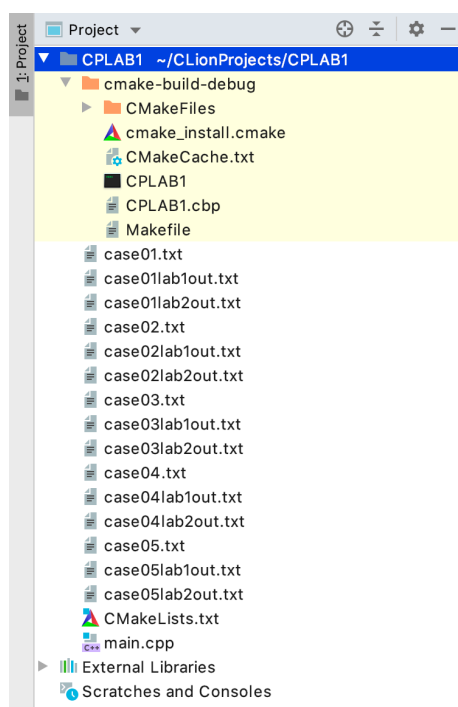 1: Project
Project
CPLAB1 ~/CLionProjects/CPLAB1
cmake-build-debug
CMakeFiles
cmake_install.cmake
CMakeCache.txt
CPLAB1
CPLAB1.cbp
Makefile
case01.txt
case01lab1out.txt
case01lab2out.txt
case02.txt
case02lab1out.txt
case02lab2out.txt
case03.txt
case03lab1out.txt
case03lab2out.txt
case04.txt
case04lab1out.txt
case04lab2out.txt
case05.txt
case05lab1out.txt
case05lab2out.txt
CMakeLists.txt
C++ main.cpp
External Libraries
Scratches and Consoles